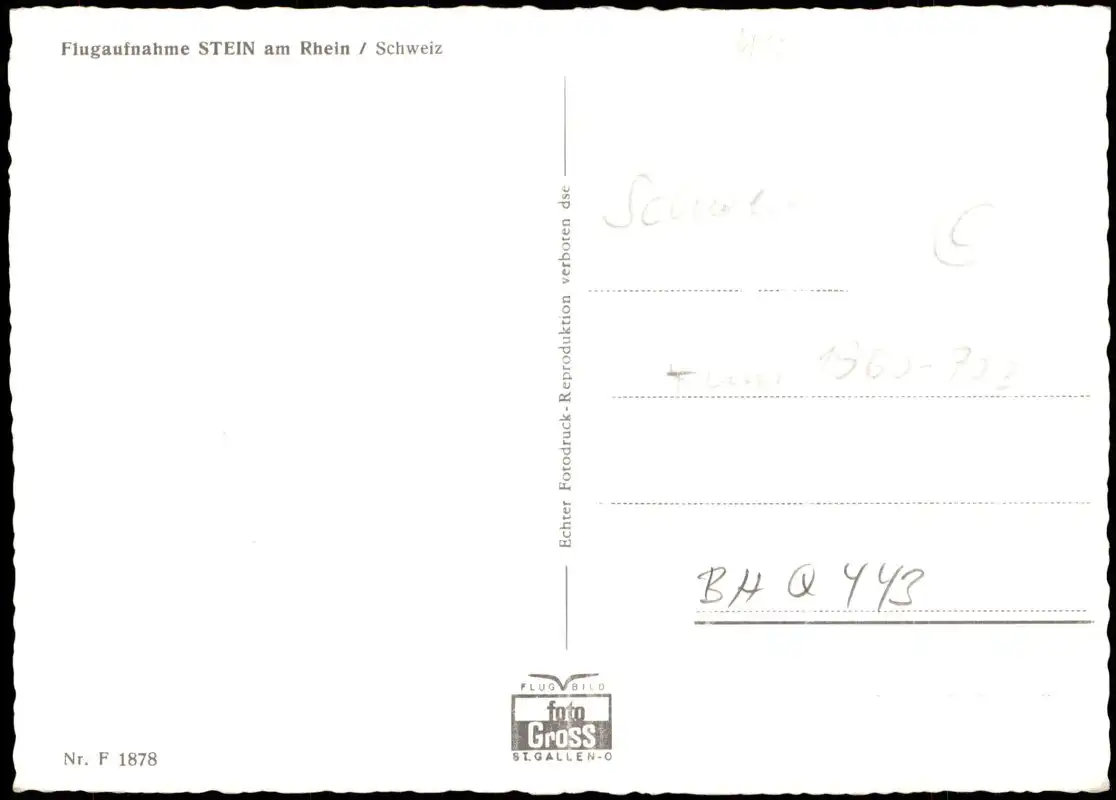 Flugaufnahme STEIN am Rhein / Schweiz
Echter Fotodruck-Reproduktion verboten dse
C
BH Q 443
FLUG BILD
foto
GROSS
ST. GALLEN-O
Nr. F 1878